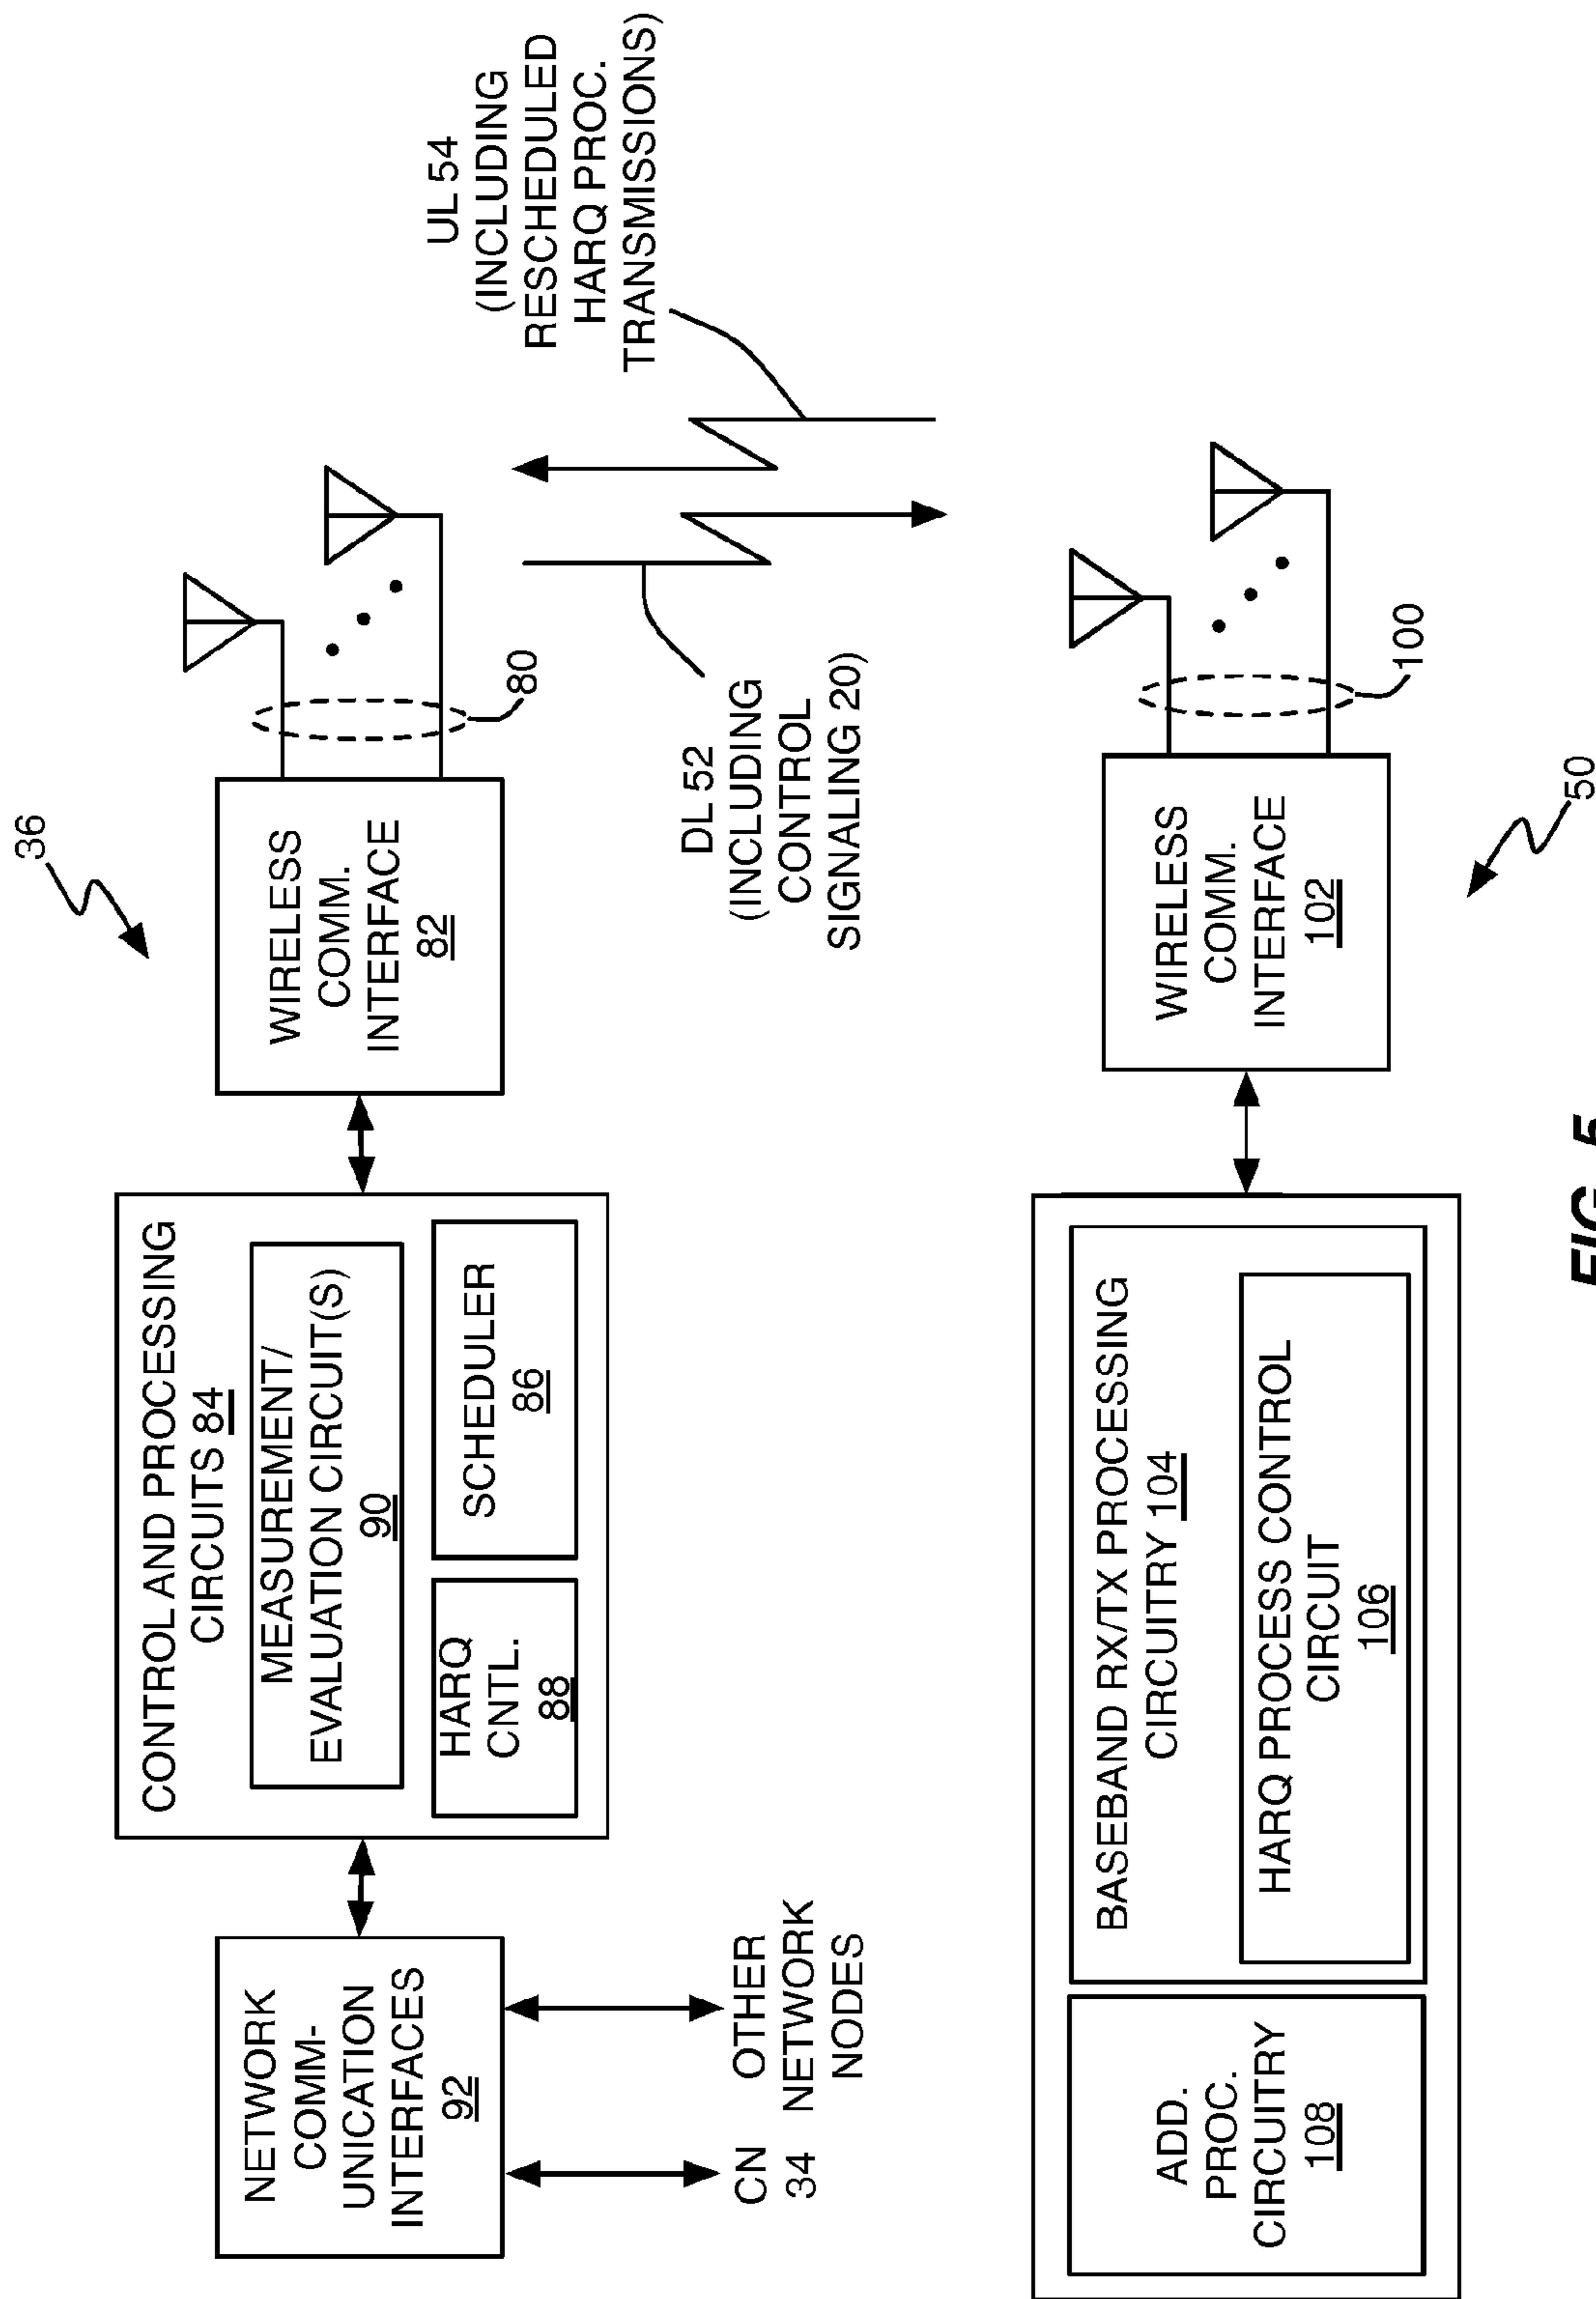 36
NETWORK
COMM-
UNICATION
INTERFACES
92
CN
34
OTHER
NETWORK
NODES
CONTROL AND PROCESSING
CIRCUITS 84
MEASUREMENT/
EVALUATION CIRCUIT(S)
90
HARQ
CNTL.
88
SCHEDULER
86
WIRELESS
COMM.
INTERFACE
82
80
DL 52
(INCLUDING
CONTROL
SIGNALING 20)
UL 54
(INCLUDING
RESCHEDULED
HARQ PROC.
TRANSMISSIONS)
ADD.
PROC.
CIRCUITRY
108
BASEBAND RX/TX PROCESSING
CIRCUITRY 104
HARQ PROCESS CONTROL
CIRCUIT
106
WIRELESS
COMM.
INTERFACE
102
100
50
FIG. 5